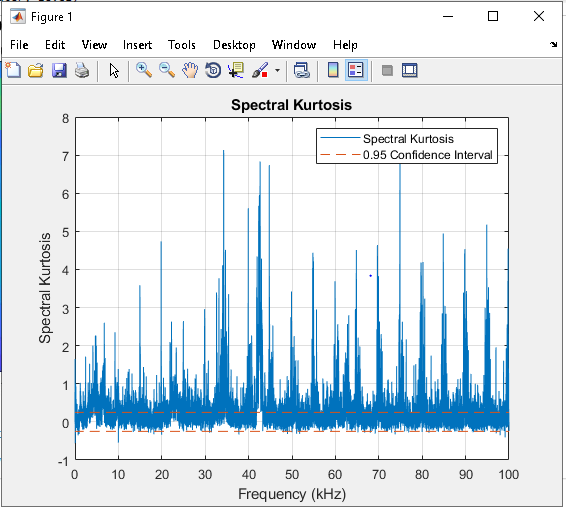 Figure 1
File Edit View Insert Tools Desktop Window Help
Spectral Kurtosis
Spectral Kurtosis
0.95 Confidence Interval
8
7
6
5
4
3
2
1
0
-1
Spectral Kurtosis
0 10 20 30 40 50 60 70 80 90 100
Frequency (kHz)